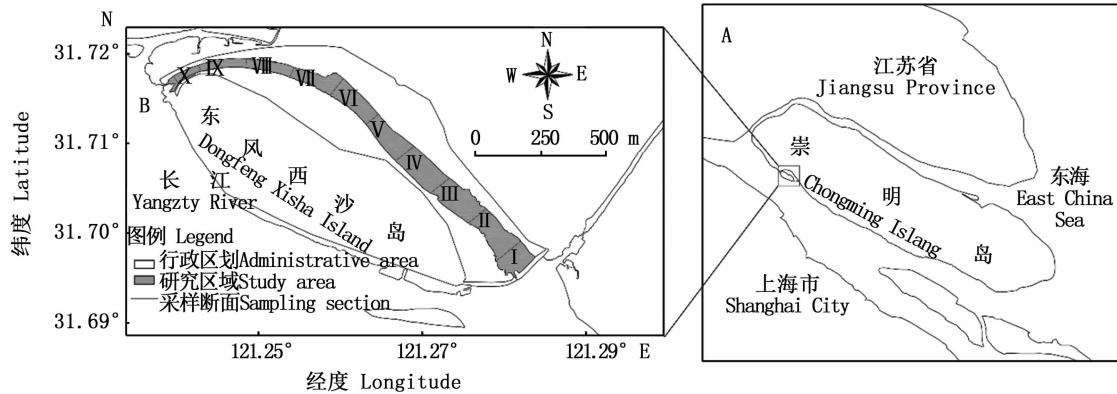 N
31.72°
31.71°
31.70°
31.69°
纬度 Latitude
B
X
IX
VIII
VII
VI
V
IV
III
II
I
东风西沙岛
Dongfeng Xisha Island
长江
Yangzty River
图例 Legend
行政区划Administrative area
研究区域Study area
采样断面Sampling section
N
W
E
S
0 250 500 m
121.25° 121.27° 121.29° E
经度 Longitude
A
江苏省
Jiangsu Province
崇明岛
Chongming Islang
东海
East China
Sea
上海市
Shanghai City